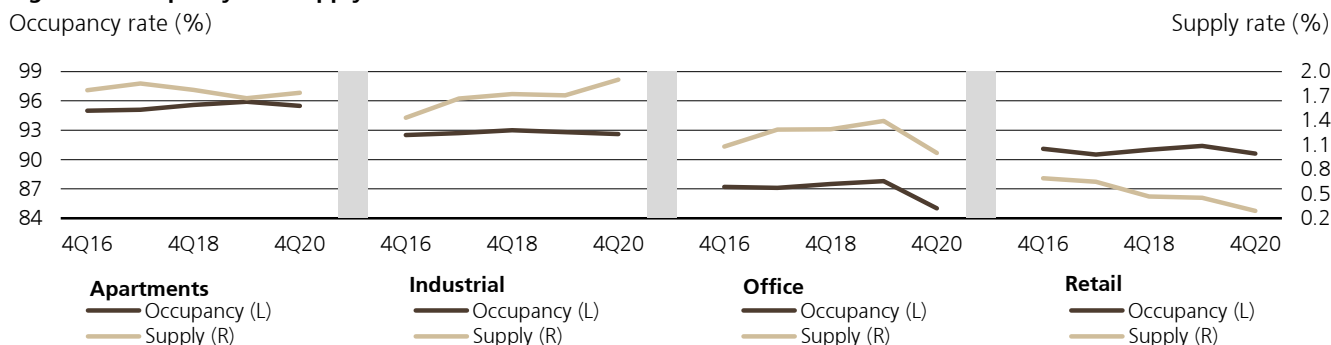 Occupancy rate (%) Supply rate (%)
99 2.0
96 1.7
93 1.4
90 1.1
87 0.8
84 0.5
0.2
4Q16 4Q18 4Q20 4Q16 4Q18 4Q20 4Q16 4Q18 4Q20 4Q16 4Q18 4Q20
Apartments Industrial Office Retail
Occupancy (L) Occupancy (L) Occupancy (L) Occupancy (L)
Supply (R) Supply (R) Supply (R) Supply (R)